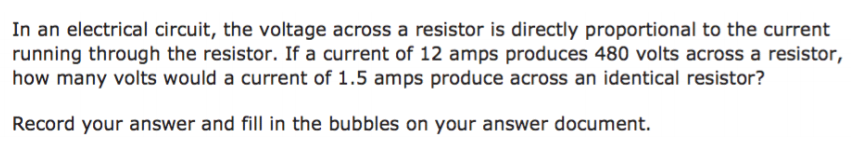 In an electrical circuit, the voltage across a resistor is directly proportional to the current
running through the resistor. If a current of 12 amps produces 480 volts across a resistor,
how many volts would a current of 1.5 amps produce across an identical resistor?
Record your answer and fill in the bubbles on your answer document.